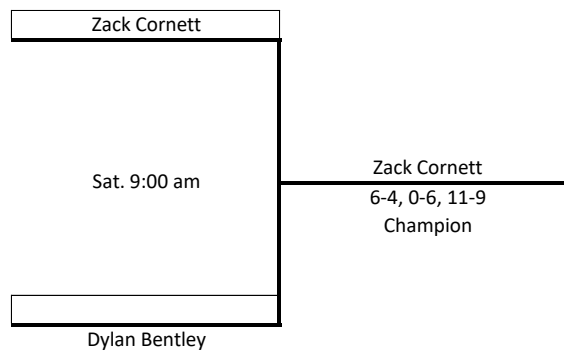 Zack Cornett
Sat. 9:00 am
Zack Cornett
6-4, 0-6, 11-9
Champion
Dylan Bentley